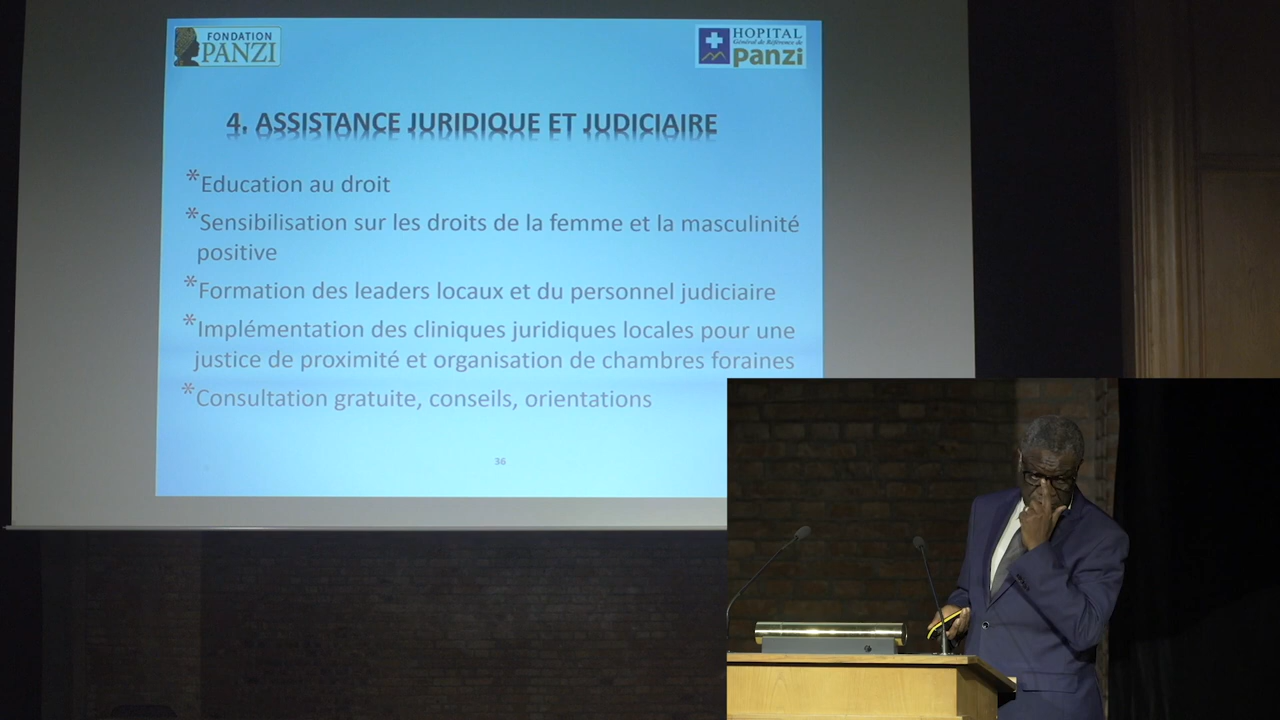 FONDATION
PANZI
HOPITAL
Général de Référence de
panzi
4. ASSISTANCE JURIDIQUE ET JUDICIAIRE
*Education au droit
*Sensibilisation sur les droits de la femme et la masculinité
positive
*Formation des leaders locaux et du personnel judiciaire
*Implémentation des cliniques juridiques locales pour une
justice de proximité et organisation de chambres foraines
*Consultation gratuite, conseils, orientations
36